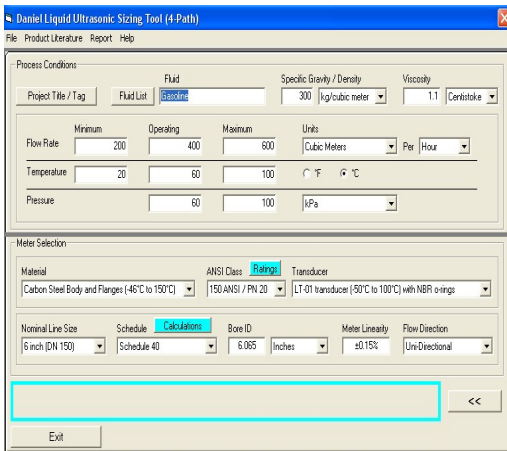 Daniel Liquid Ultrasonic Sizing Tool (4-Path)
File Product Literature Report Help
Process Conditions
Fluid Specific Gravity / Density Viscosity
Project Title / Tag Fluid List Gasoline 300 kg/cubic meter 1.1 Centistoke
Minimum Operating Maximum Units
Flow Rate 200 400 600 Cubic Meters Per Hour
Temperature 20 60 100 °F °C
Pressure 60 100 kPa
Meter Selection
Material ANSI Class Ratings Transducer
Carbon Steel Body and Flanges (-46°C to 150°C) 150 ANSI / PN 20 LT-01 transducer (-50°C to 100°C) with NBR o-rings
Nominal Line Size Schedule Calculations Bore ID Meter Linearity Flow Direction
6 inch (DN 150) Schedule 40 6.065 Inches ±0.15% Uni-Directional
<<
Exit